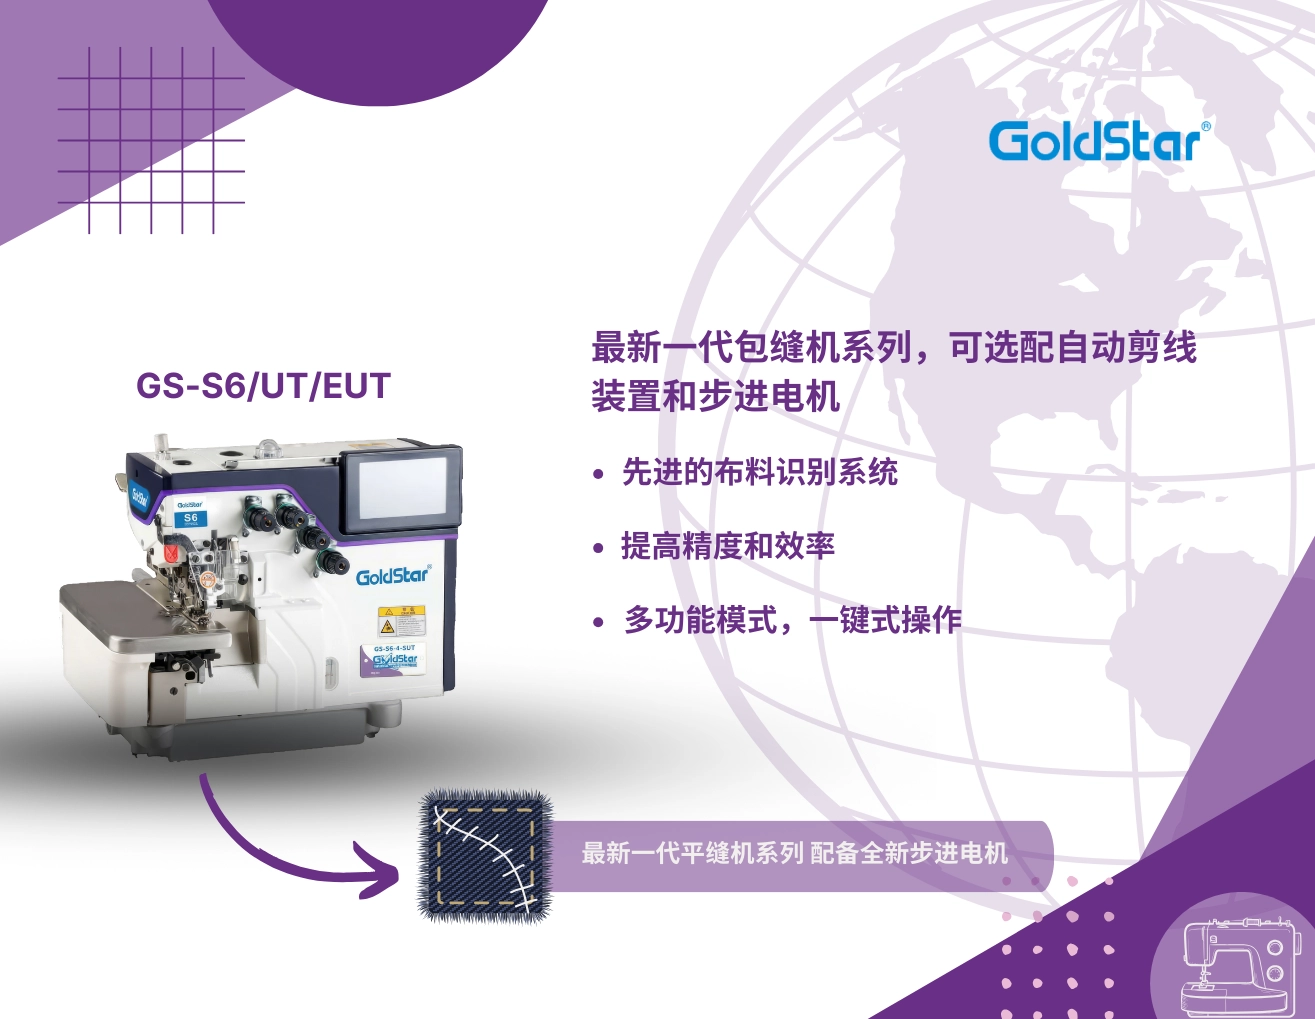 GoldStar®
最新一代包缝机系列，可选配自动剪线
装置和步进电机
GS-S6/UT/EUT
• 先进的布料识别系统
• 提高精度和效率
• 多功能模式，一键式操作
GoldStar
GoldStar
S6
GoldStar
GS-S6-4-5UT
GoldStar
最新一代平缝机系列 配备全新步进电机